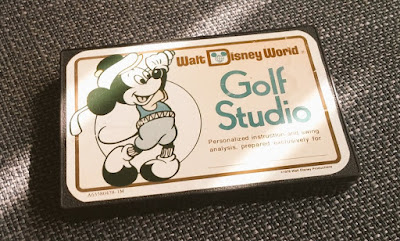 Walt Disney World
Golf
Studio
Personalized instruction and swing
analysis, prepared exclusively for